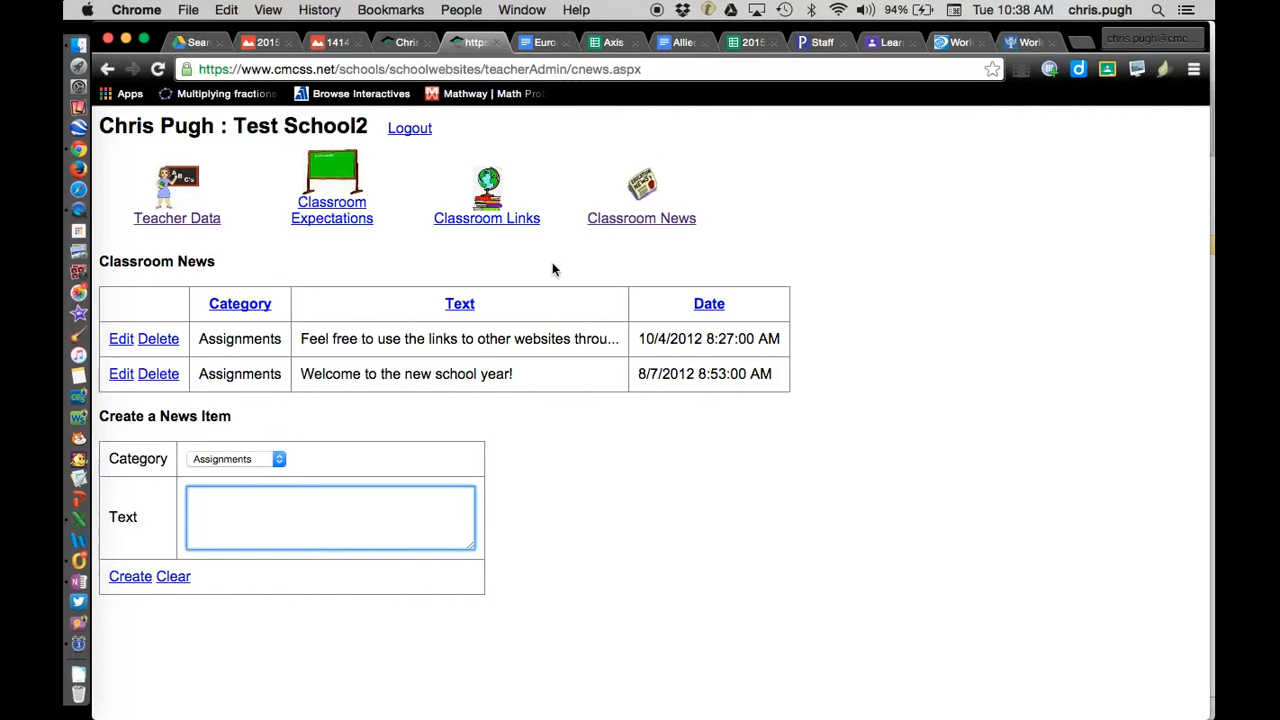 Chrome File Edit View History Bookmarks People Window Help 94% Tue 10:38 AM chris.pugh
Sear 2015 1414 Chris https Euro Axis Allie 2015 Staff Lear Worl Worl chris.pugh@cmc...
https://www.cmcss.net/schools/schoolwebsites/teacherAdmin/cnews.aspx
Apps Multiplying fraction Browse Interactives Mathway | Math Pro
Chris Pugh : Test School2 Logout
Teacher Data
Classroom
Expectations
Classroom Links
Classroom News
Classroom News
Category Text Date
Edit Delete Assignments Feel free to use the links to other websites throu... 10/4/2012 8:27:00 AM
Edit Delete Assignments Welcome to the new school year! 8/7/2012 8:53:00 AM
Create a News Item
Category Assignments
Text
Create Clear